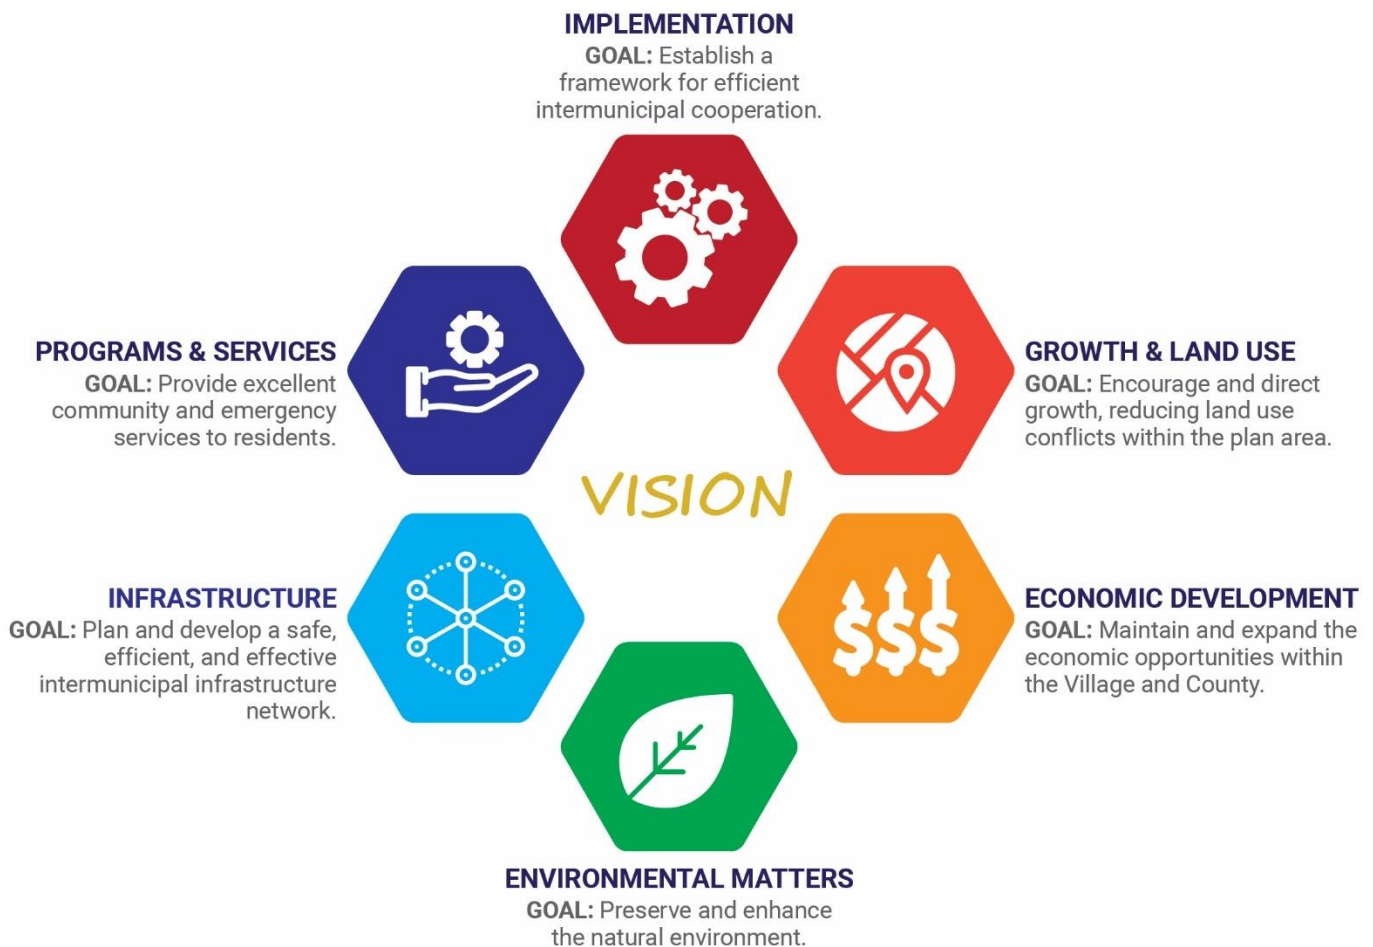 IMPLEMENTATION
GOAL: Establish a
framework for efficient
intermunicipal cooperation.
PROGRAMS & SERVICES
GOAL: Provide excellent
community and emergency
services to residents.
GROWTH & LAND USE
GOAL: Encourage and direct
growth, reducing land use
conflicts within the plan area.
VISION
INFRASTRUCTURE
GOAL: Plan and develop a safe,
efficient, and effective
intermunicipal infrastructure
network.
$$$
ECONOMIC DEVELOPMENT
GOAL: Maintain and expand the
economic opportunities within
the Village and County.
ENVIRONMENTAL MATTERS
GOAL: Preserve and enhance
the natural environment.